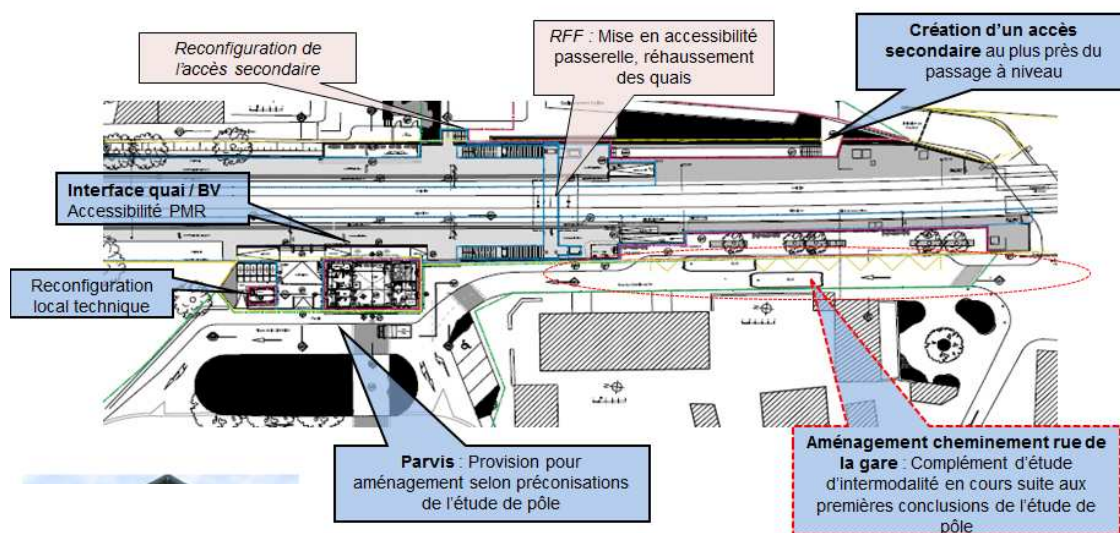 Reconfiguration de
l'accès secondaire
RFF : Mise en accessibilité
passerelle, réhaussement
des quais
Création d'un accès
secondaire au plus près du
passage à niveau
Interface quai / BV :
Accessibilité PMR
Reconfiguration
local technique
Parvis : Provision pour
aménagement selon préconisations
de l'étude de pôle
Aménagement cheminement rue de
la gare : Complément d'étude
d'intermodalité en cours suite aux
premières conclusions de l'étude de
pôle